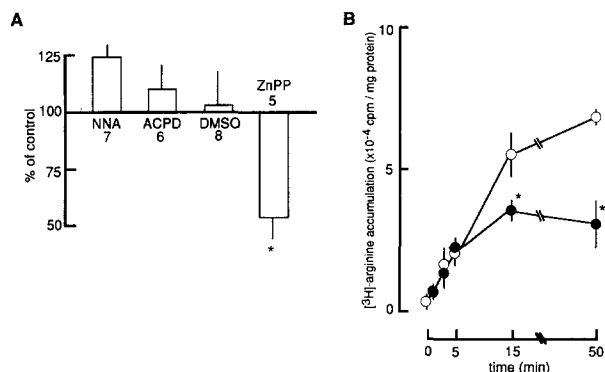 A
125
100
50
% of control
NNA
7
ACPD
6
DMSO
8
ZnPP
5
*
B
10
5
0
[³H]-arginine accumulation (x10⁻⁴ cpm / mg protein)
*
*
0 5 15 50
time (min)